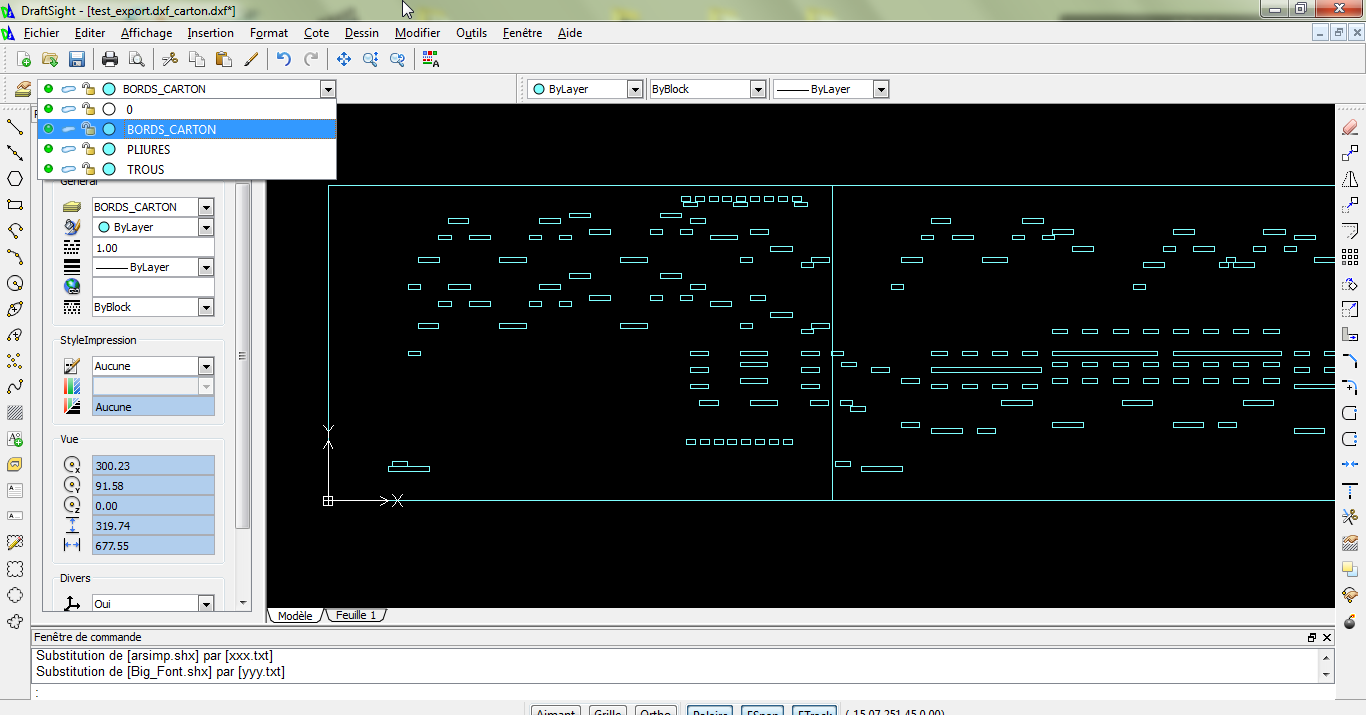 DraftSight - [test_export.dxf_carton.dxf*]
Fichier Editer Affichage Insertion Format Cote Dessin Modifier Outils Fenêtre Aide
BORDS_CARTON ByLayer ByBlock ByLayer
0
BORDS_CARTON
PLIURES
TROUS
General
BORDS_CARTON
ByLayer
1.00
ByLayer
ByBlock
StyleImpression
Aucune
Aucune
Vue
X 300.23
Y 91.58
Z 0.00
319.74
677.55
Divers
Oui
X
Modèle Feuille 1
Fenêtre de commande
Substitution de [arsimp.shx] par [xxx.txt]
Substitution de [Big_Font.shx] par [yyy.txt]
:
Aimant Grille Ortho Polaire ESnap ETrack (-15.07,251.45,0.00)